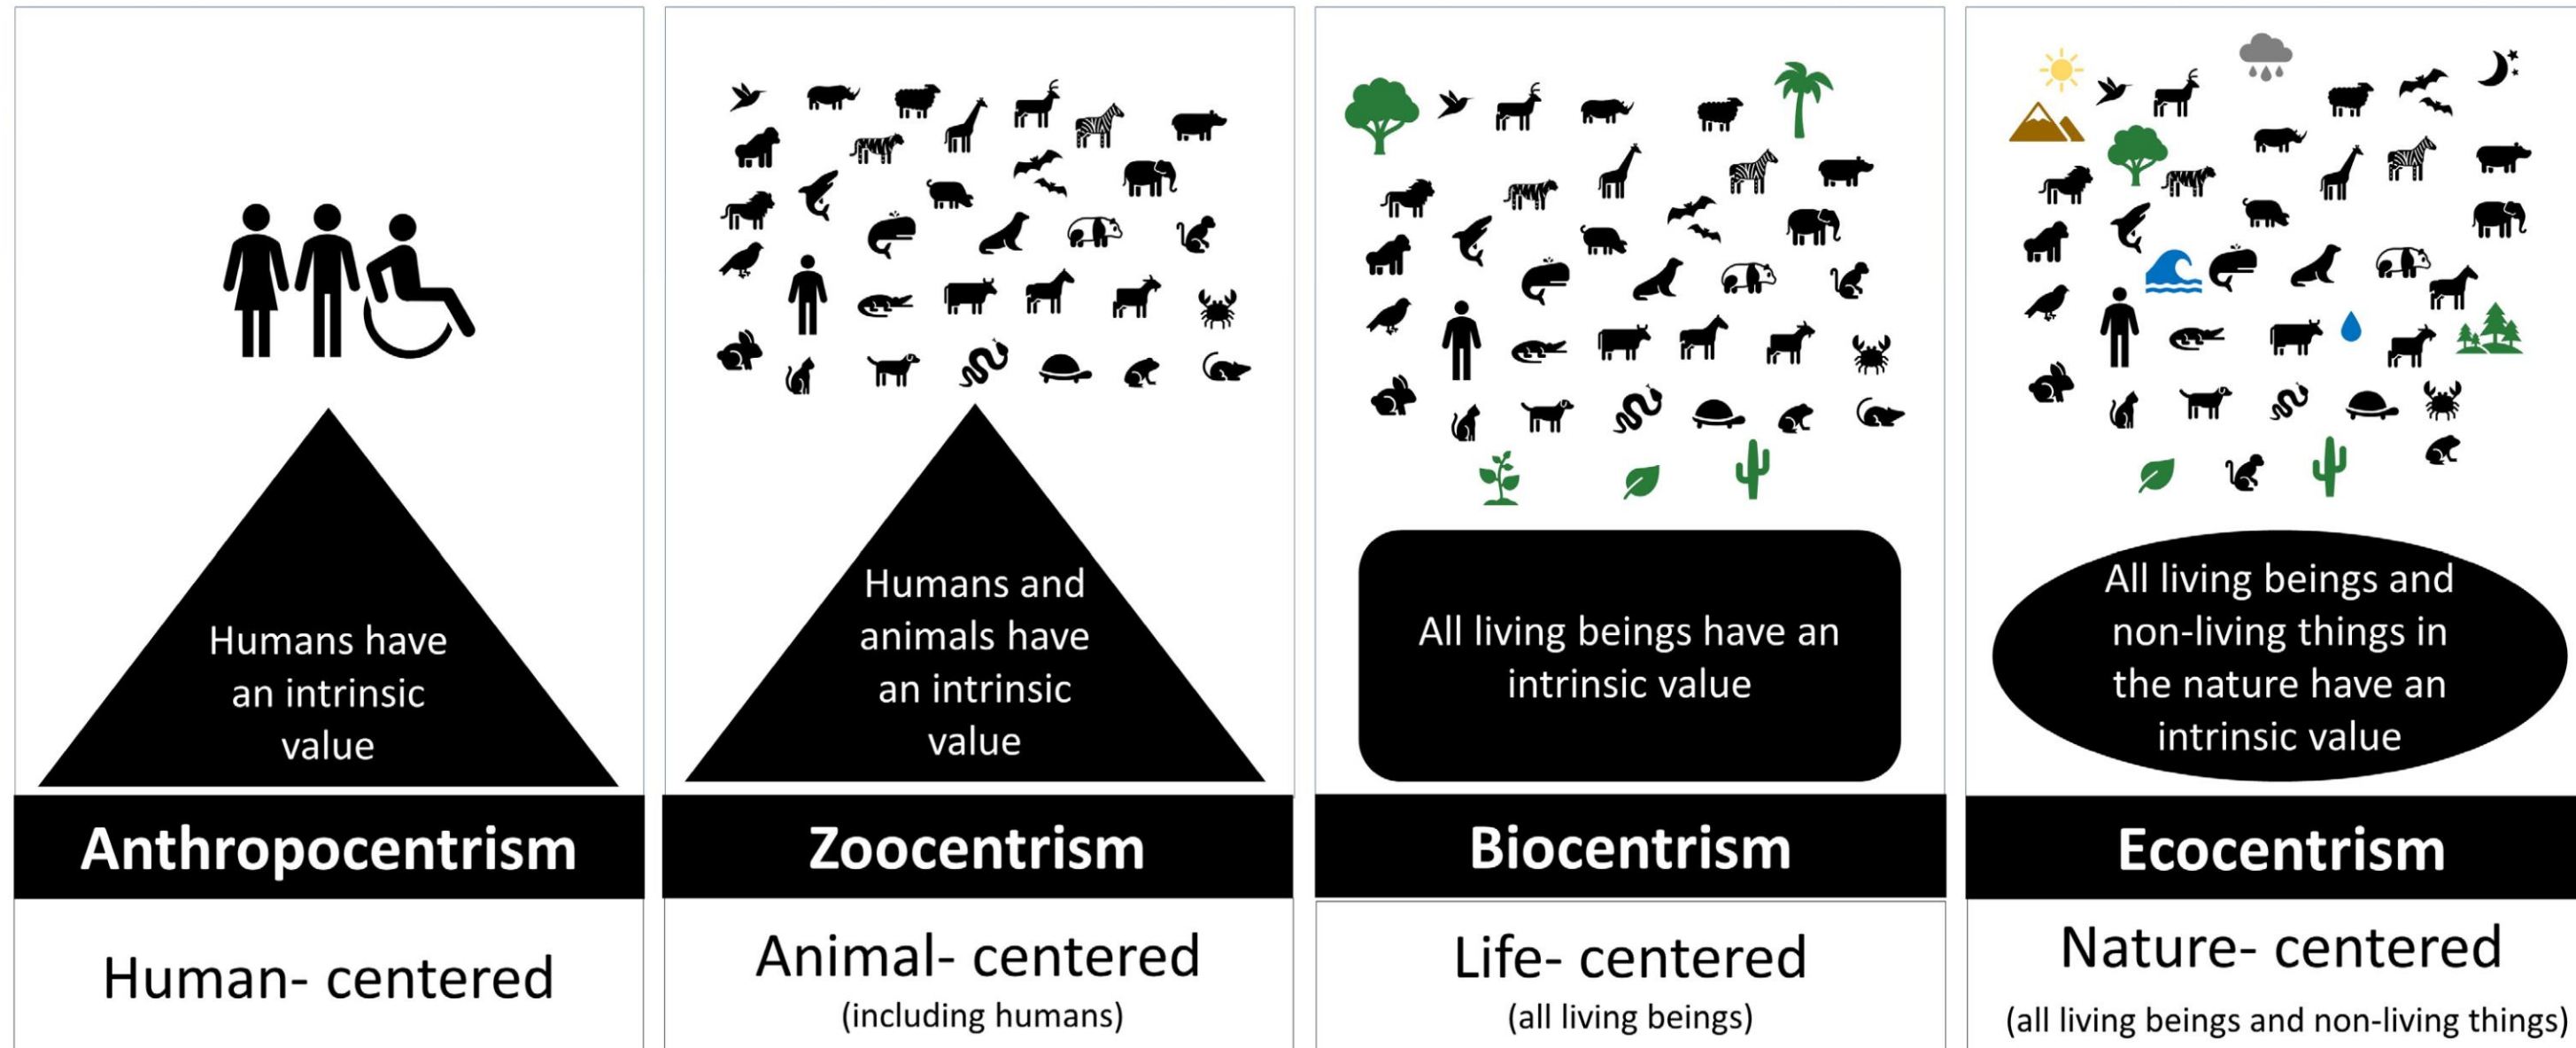 Humans have
an intrinsic
value
Anthropocentrism
Human- centered
Humans and
animals have
an intrinsic
value
Zoocentrism
Animal- centered
(including humans)
All living beings have an
intrinsic value
Biocentrism
Life- centered
(all living beings)
All living beings and
non-living things in
the nature have an
intrinsic value
Ecocentrism
Nature- centered
(all living beings and non-living things)